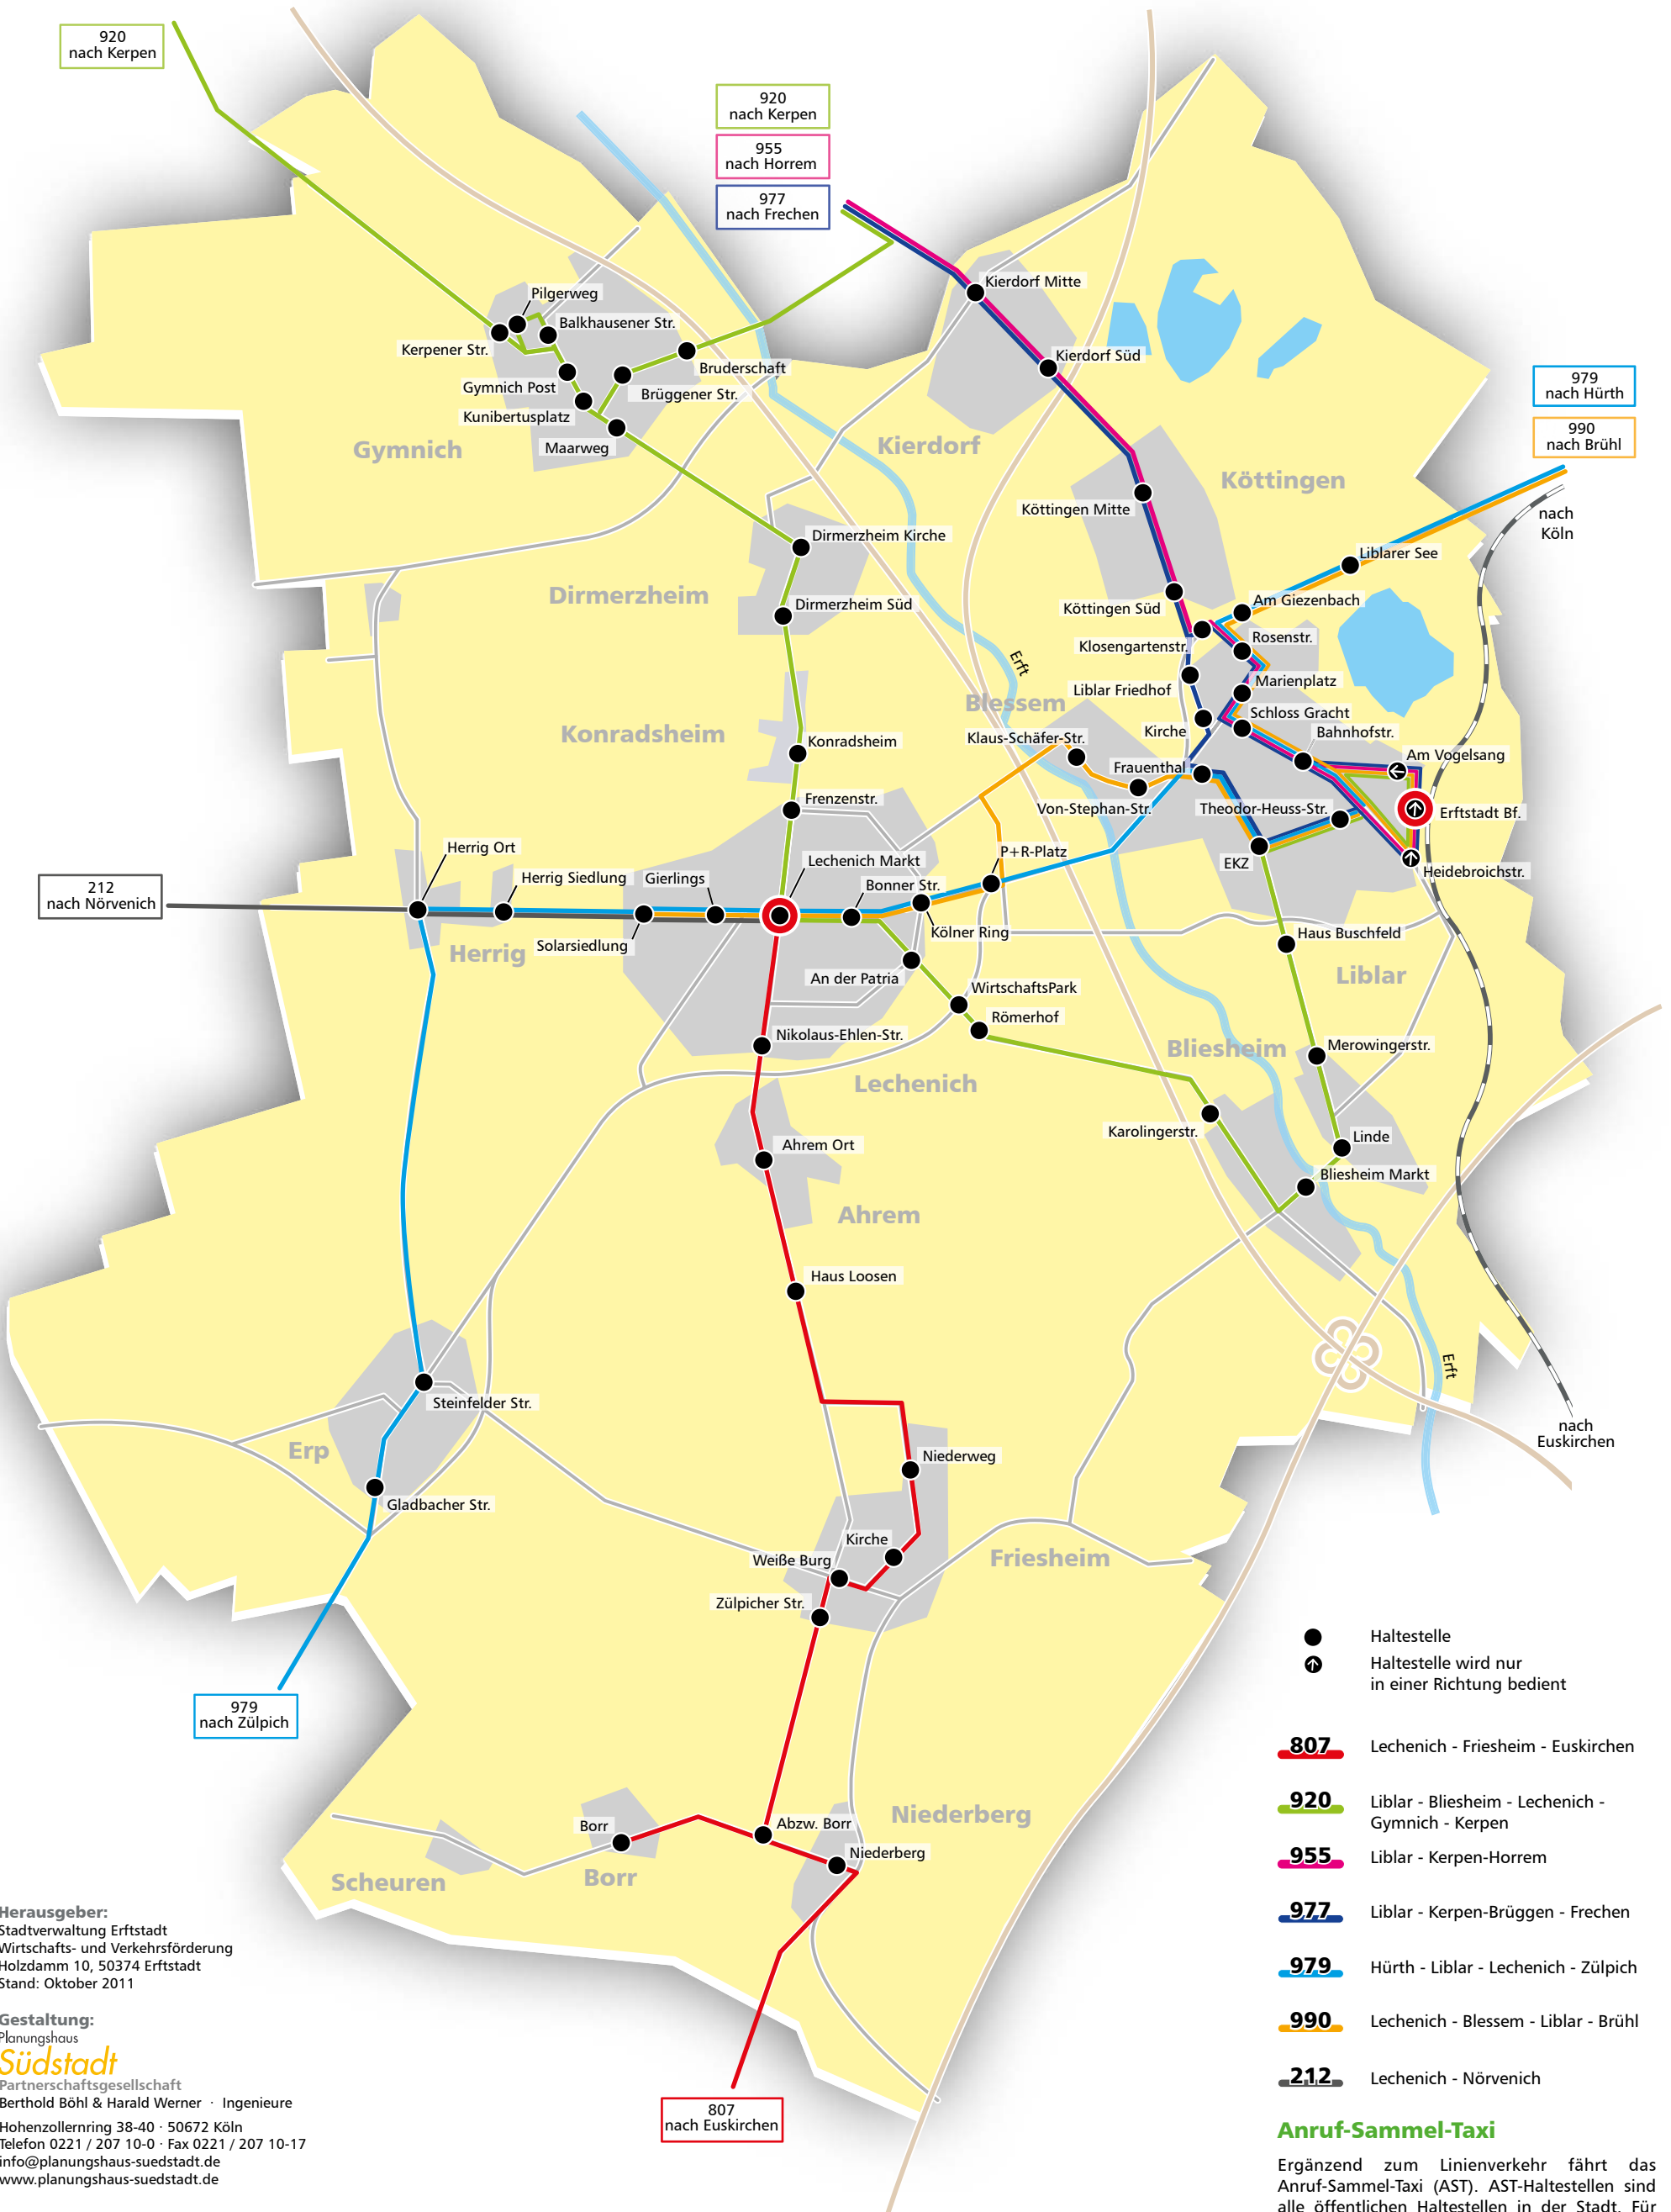 920
nach Kerpen
920
nach Kerpen
955
nach Horrem
977
nach Frechen
Kierdorf Mitte
Pilgerweg
Balkhausener Str.
Kerpener Str.
Bruderschaft
Gymnich Post
Brüggener Str.
Kunibertusplatz
Maarweg
Gymnich
Kierdorf Süd
Kierdorf
979
nach Hürth
990
nach Brühl
Köttingen
Köttingen Mitte
nach
Köln
Dirmerzheim Kirche
Liblarer See
Dirmerzheim
Dirmerzheim Süd
Köttingen Süd
Am Giezenbach
Klosengartenstr.
Rosenstr.
Erft
Liblar Friedhof
Marienplatz
Blessem
Schloss Gracht
Konradsheim
Konradsheim
Klaus-Schäfer-Str.
Kirche
Bahnhofstr.
Am Vogelsang
Frauenthal
Frenzenstr.
Von-Stephan-Str.
Theodor-Heuss-Str.
Erftstadt Bf.
Herrig Ort
Lechenich Markt
P+R-Platz
EKZ
Heidebroichstr.
212
nach Nörvenich
Herrig Siedlung
Gierlings
Bonner Str.
Herrig
Solarsiedlung
Kölner Ring
Haus Buschfeld
An der Patria
Liblar
WirtschaftsPark
Römerhof
Nikolaus-Ehlen-Str.
Bliesheim
Merowingerstr.
Lechenich
Karolingerstr.
Linde
Ahrem Ort
Bliesheim Markt
Ahrem
Haus Loosen
Erft
Steinfelder Str.
nach
Euskirchen
Erp
Niederweg
Gladbacher Str.
Kirche
Weiße Burg
Friesheim
Zülpicher Str.
979
nach Zülpich
Haltestelle
Haltestelle wird nur
in einer Richtung bedient
807 Lechenich - Friesheim - Euskirchen
920 Liblar - Bliesheim - Lechenich -
Gymnich - Kerpen
955 Liblar - Kerpen-Horrem
977 Liblar - Kerpen-Brüggen - Frechen
979 Hürth - Liblar - Lechenich - Zülpich
990 Lechenich - Blessem - Liblar - Brühl
212 Lechenich - Nörvenich
Borr
Abzw. Borr
Niederberg
Niederberg
Scheuren
Borr
807
nach Euskirchen
Herausgeber:
Stadtverwaltung Erftstadt
Wirtschafts- und Verkehrsförderung
Holzdamm 10, 50374 Erftstadt
Stand: Oktober 2011
Gestaltung:
Planungshaus
Südstadt
Partnerschaftsgesellschaft
Berthold Böhl & Harald Werner · Ingenieure
Hohenzollernring 38-40 · 50672 Köln
Telefon 0221 / 207 10-0 · Fax 0221 / 207 10-17
info@planungshaus-suedstadt.de
www.planungshaus-suedstadt.de
Anruf-Sammel-Taxi
Ergänzend zum Linienverkehr fährt das
Anruf-Sammel-Taxi (AST). AST-Haltestellen sind
alle öffentlichen Haltestellen in der Stadt. Für